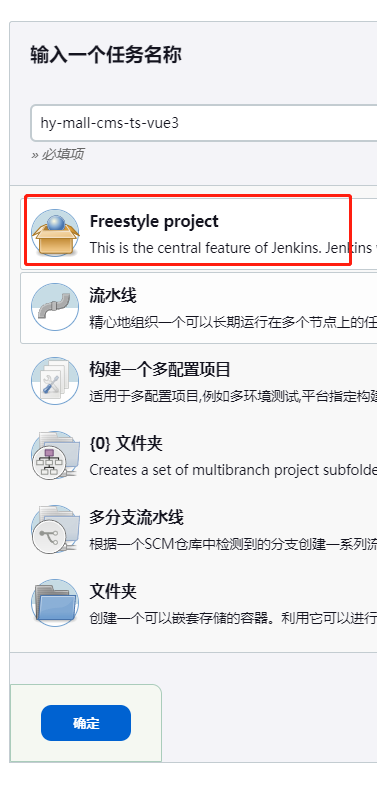 输入一个任务名称
hy-mall-cms-ts-vue3
» 必填项
Freestyle project
This is the central feature of Jenkins. Jenkins
流水线
精心地组织一个可以长期运行在多个节点上的任
构建一个多配置项目
适用于多配置项目,例如多环境测试,平台指定构建
{0} 文件夹
Creates a set of multibranch project subfolde
多分支流水线
根据一个SCM仓库中检测到的分支创建一系列流
文件夹
创建一个可以嵌套存储的容器。利用它可以进行
确定